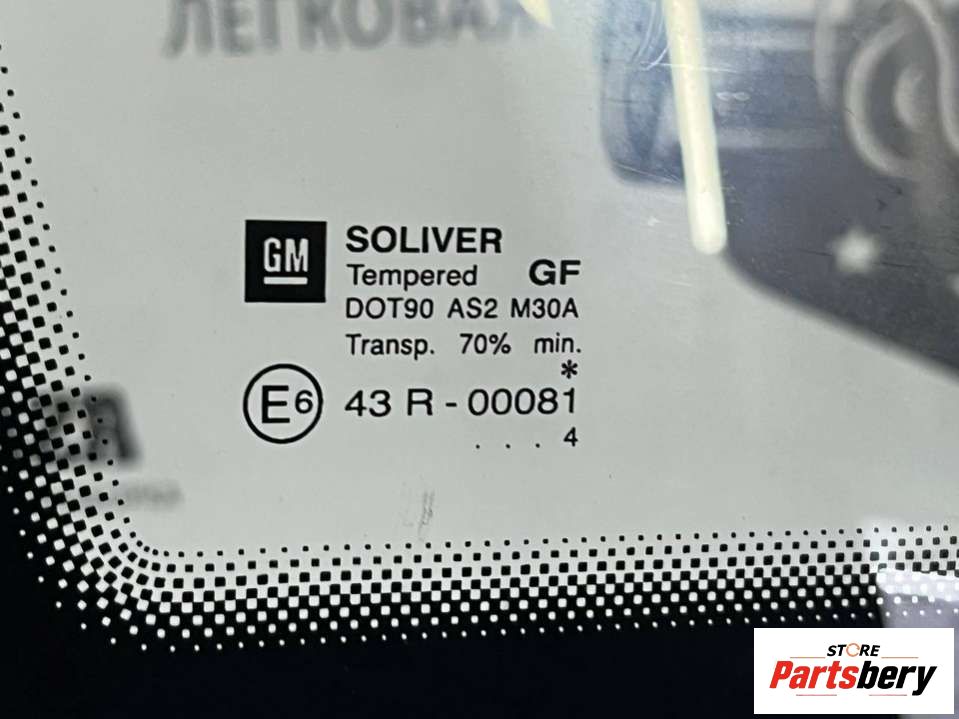 ЛЕГКОВАЯ
GM
SOLIVER
Tempered GF
DOT90 AS2 M30A
Transp. 70% min.
*
E6 43 R - 00081
. . . 4
STORE
Partsbery